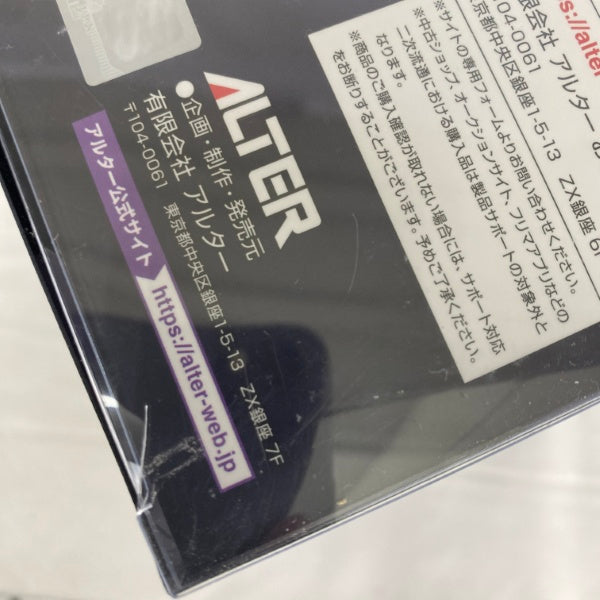 ALTER
●企画・制作・発売元
有限会社 アルター
〒104-0061 東京都中央区銀座1-5-13 ZX銀座 7F
アルター公式サイト https://alter-web.jp
s://alter
会社 アルター お
104-0061
東京都中央区銀座1-5-13 ZX銀座 6F
※サイトの専用フォームよりお問い合わせください。
※中古ショップ、オークションサイト、フリマアプリなどの
二次流通における購入品は製品サポートの対象外と
なります。
※商品のご購入確認が取れない場合には、サポート対応
をお断りすることがございます。予めご了承ください。